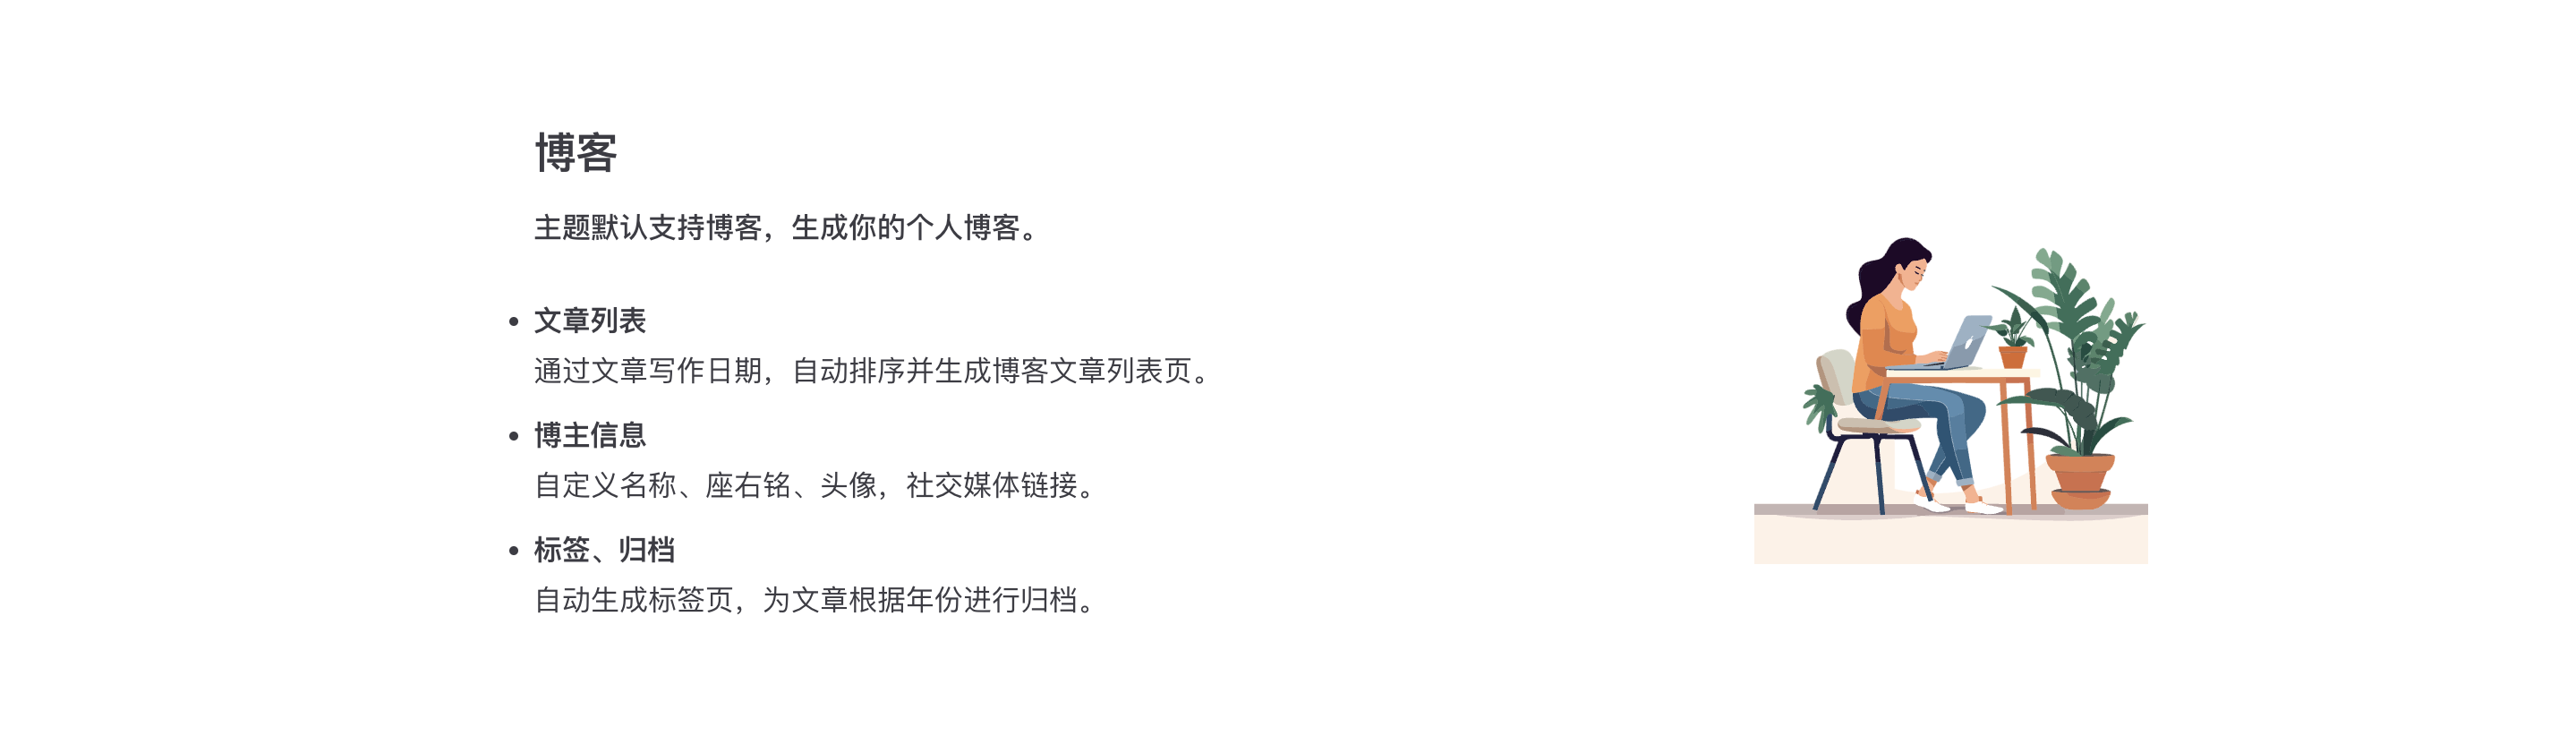 博客
主题默认支持博客，生成你的个人博客。
文章列表
通过文章写作日期，自动排序并生成博客文章列表页。
博主信息
自定义名称、座右铭、头像，社交媒体链接。
标签、归档
自动生成标签页，为文章根据年份进行归档。